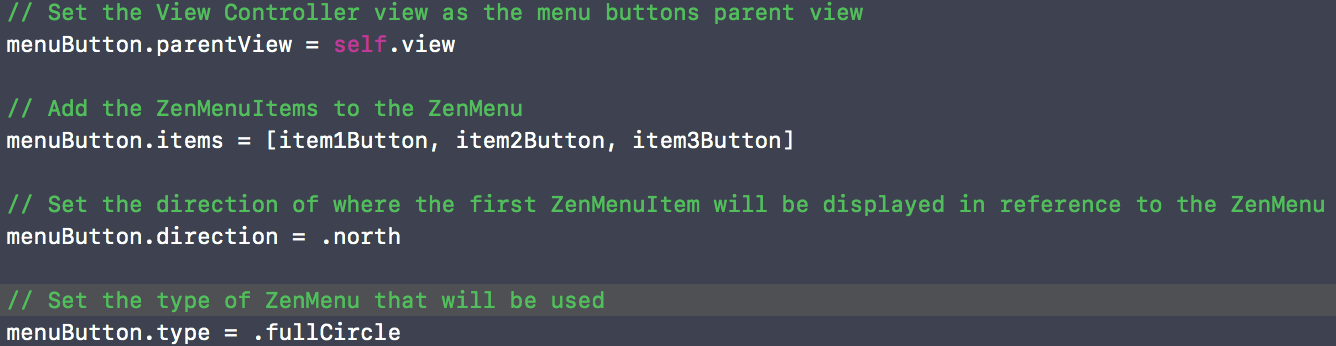 // Set the View Controller view as the menu buttons parent view
menuButton.parentView = self.view
// Add the ZenMenuItems to the ZenMenu
menuButton.items = [item1Button, item2Button, item3Button]
// Set the direction of where the first ZenMenuItem will be displayed in reference to the ZenMenu
menuButton.direction = .north
// Set the type of ZenMenu that will be used
menuButton.type = .fullCircle